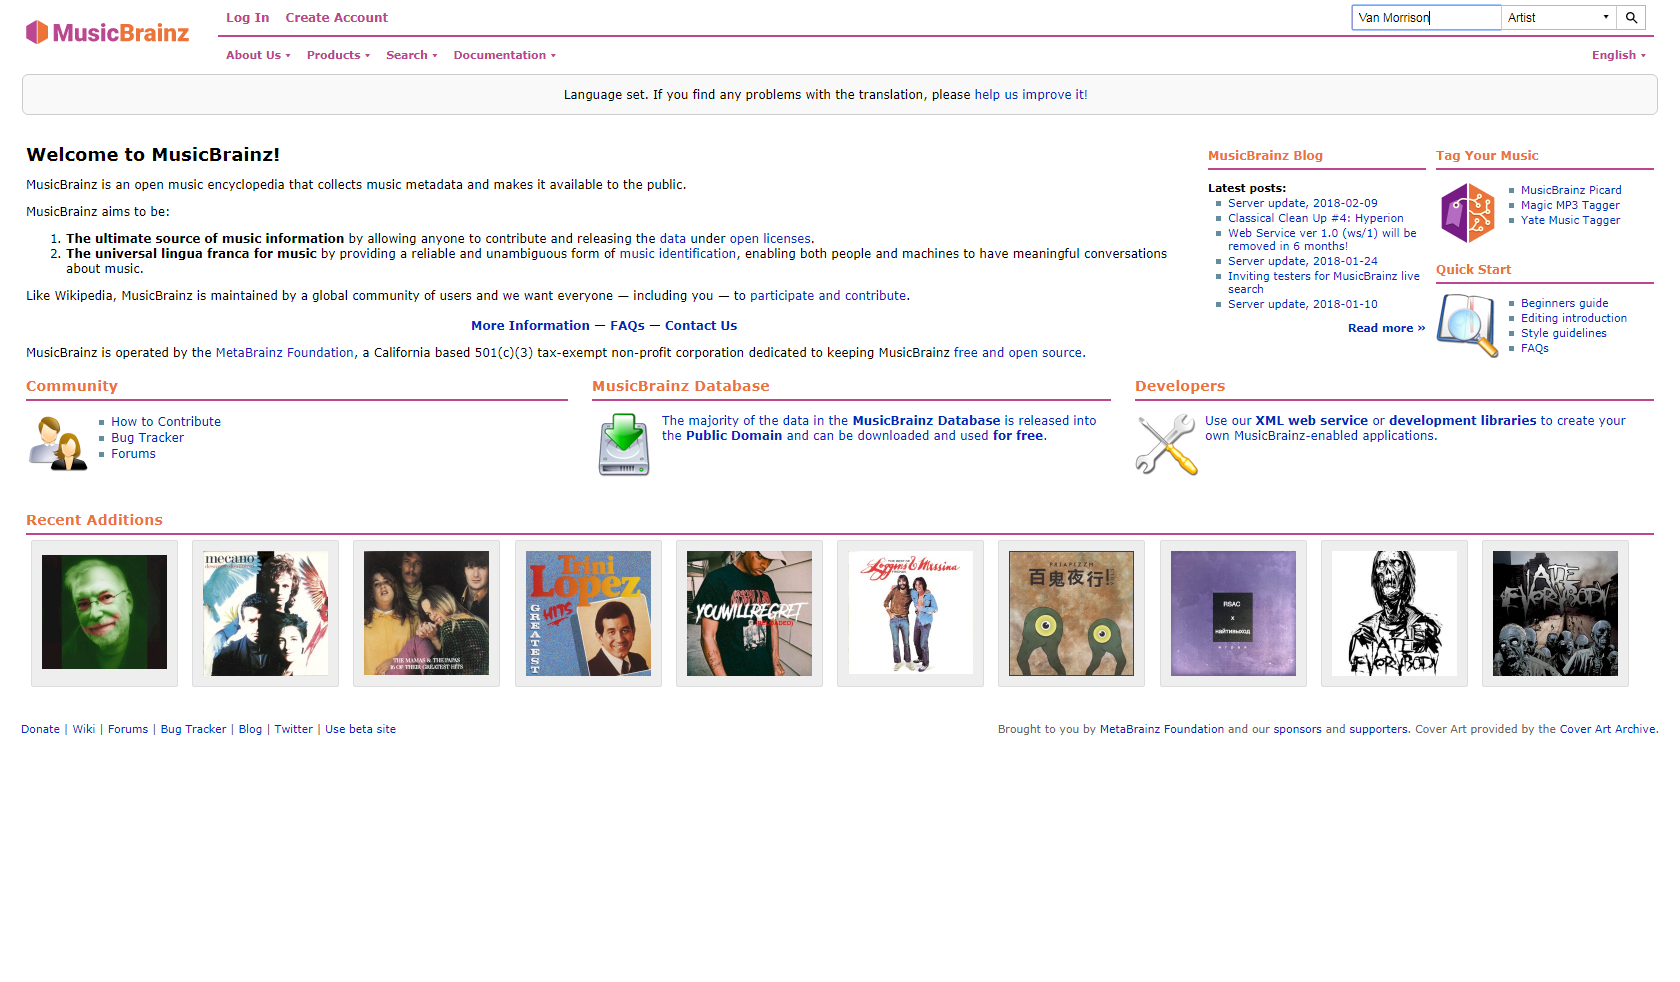 MusicBrainz
Log In Create Account
Van Morrison Artist
About Us Products Search Documentation English
Language set. If you find any problems with the translation, please help us improve it!
Welcome to MusicBrainz!
MusicBrainz is an open music encyclopedia that collects music metadata and makes it available to the public.
MusicBrainz aims to be:
1. The ultimate source of music information by allowing anyone to contribute and releasing the data under open licenses.
2. The universal lingua franca for music by providing a reliable and unambiguous form of music identification, enabling both people and machines to have meaningful conversations
about music.
Like Wikipedia, MusicBrainz is maintained by a global community of users and we want everyone — including you — to participate and contribute.
More Information — FAQs — Contact Us
MusicBrainz is operated by the MetaBrainz Foundation, a California based 501(c)(3) tax-exempt non-profit corporation dedicated to keeping MusicBrainz free and open source.
MusicBrainz Blog
Latest posts:
Server update, 2018-02-09
Classical Clean Up #4: Hyperion
Web Service ver 1.0 (ws/1) will be
removed in 6 months!
Server update, 2018-01-24
Inviting testers for MusicBrainz live
search
Server update, 2018-01-10
Read more »
Tag Your Music
MusicBrainz Picard
Magic MP3 Tagger
Yate Music Tagger
Quick Start
Beginners guide
Editing introduction
Style guidelines
FAQs
Community
How to Contribute
Bug Tracker
Forums
MusicBrainz Database
The majority of the data in the MusicBrainz Database is released into
the Public Domain and can be downloaded and used for free.
Developers
Use our XML web service or development libraries to create your
own MusicBrainz-enabled applications.
Recent Additions
mecano
THE MAMAS & THE PAPAS
16 OF THEIR GREATEST HITS
Trini
Lopez
GREATEST
HITS
YOUWILLREGRET
(RELOADED)
Loggins & Messina
百鬼夜行!
RSAC
x
найтивыход
I ATE
EVERYBODY
I ATE
EVERYBODY
Donate | Wiki | Forums | Bug Tracker | Blog | Twitter | Use beta site
Brought to you by MetaBrainz Foundation and our sponsors and supporters. Cover Art provided by the Cover Art Archive.